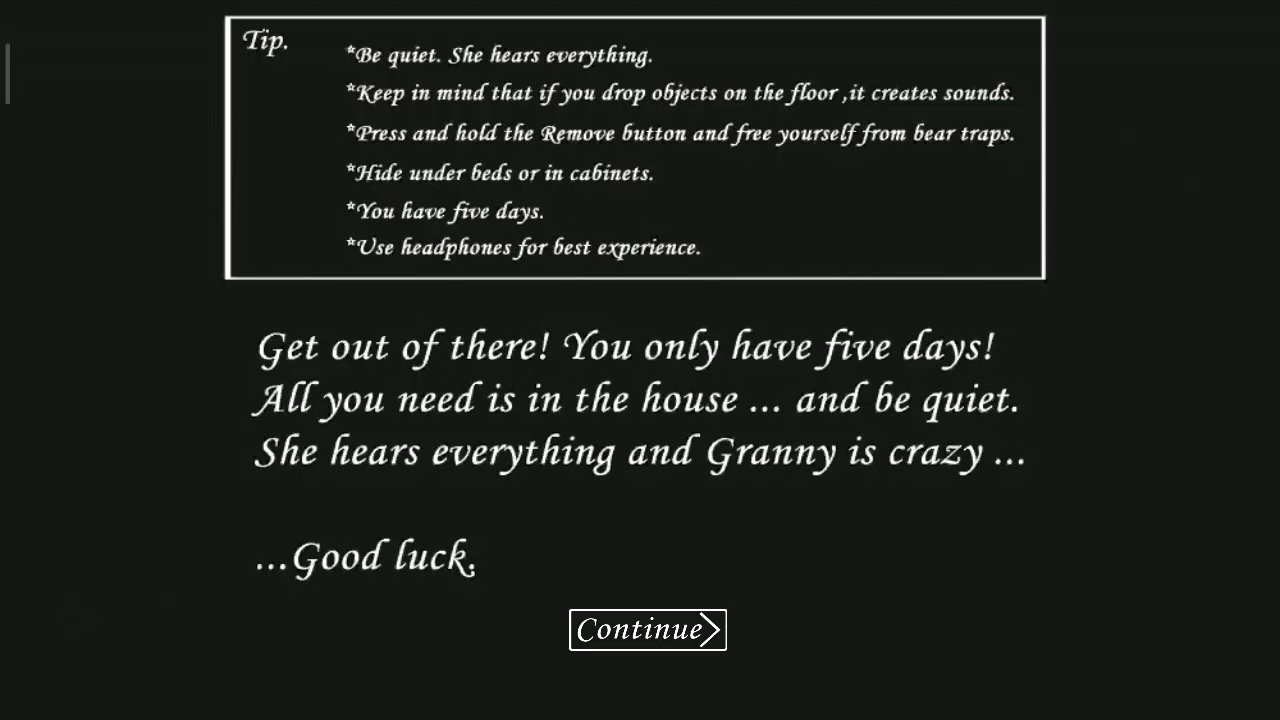 Tip.
*Be quiet. She hears everything.
*Keep in mind that if you drop objects on the floor ,it creates sounds.
*Press and hold the Remove button and free yourself from bear traps.
*Hide under beds or in cabinets.
*You have five days.
*Use headphones for best experience.
Get out of there! You only have five days!
All you need is in the house ... and be quiet.
She hears everything and Granny is crazy ...
...Good luck.
Continue